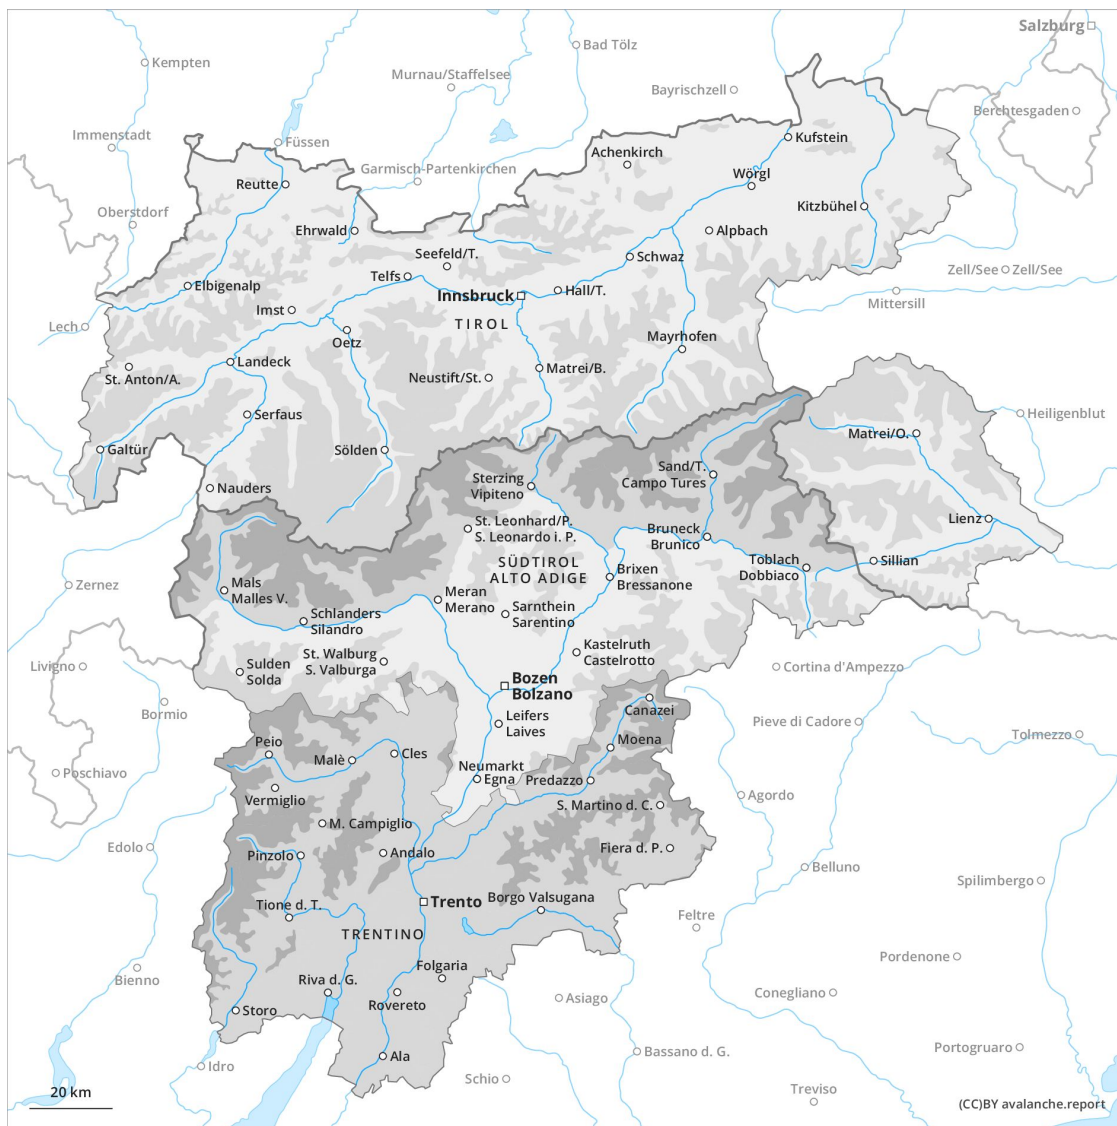 Salzburg
Bad Tölz
Kempten
Murnau/Staffelsee
Bayrischzell
Berchtesgaden
Immenstadt
Füssen
Kufstein
Achenkirch
Garmisch-Partenkirchen
Wörgl
Reutte
Oberstdorf
Kitzbühel
Ehrwald
Alpbach
Seefeld/T.
Schwaz
Telfs
Zell/See
Zell/See
Elbigenalp
Innsbruck
Hall/T.
Mittersill
Imst
TIROL
Lech
Oetz
Mayrhofen
Landeck
Matrei/B.
St. Anton/A.
Neustift/St.
Serfaus
Heiligenblut
Matrei/O.
Galtür
Sölden
Sterzing
Vipiteno
Sand/T.
Campo Tures
Nauders
St. Leonhard/P.
S. Leonardo i. P.
Lienz
Bruneck
Brunico
SÜDTIROL
ALTO ADIGE
Toblach
Dobbiaco
Sillian
Brixen
Bressanone
Zernez
Mals
Malles V.
Meran
Merano
Schlanders
Silandro
Sarnthein
Sarentino
Kastelruth
Castelrotto
St. Walburg
S. Valburga
Livigno
Sulden
Solda
Cortina d'Ampezzo
Bozen
Bolzano
Bormio
Canazei
Leifers
Laives
Pieve di Cadore
Tolmezzo
Peio
Moena
Malè
Cles
Poschiavo
Neumarkt
Egna
Predazzo
Vermiglio
S. Martino d. C.
Agordo
M. Campiglio
Edolo
Pinzolo
Andalo
Fiera d. P.
Belluno
Spilimbergo
Tione d. T.
Trento
Borgo Valsugana
Feltre
TRENTINO
Pordenone
Bienno
Folgaria
Riva d. G.
Conegliano
Rovereto
Asiago
Storo
Portogruaro
Ala
Bassano d. G.
Idro
Schio
Treviso
20 km
(CC)BY avalanche.report